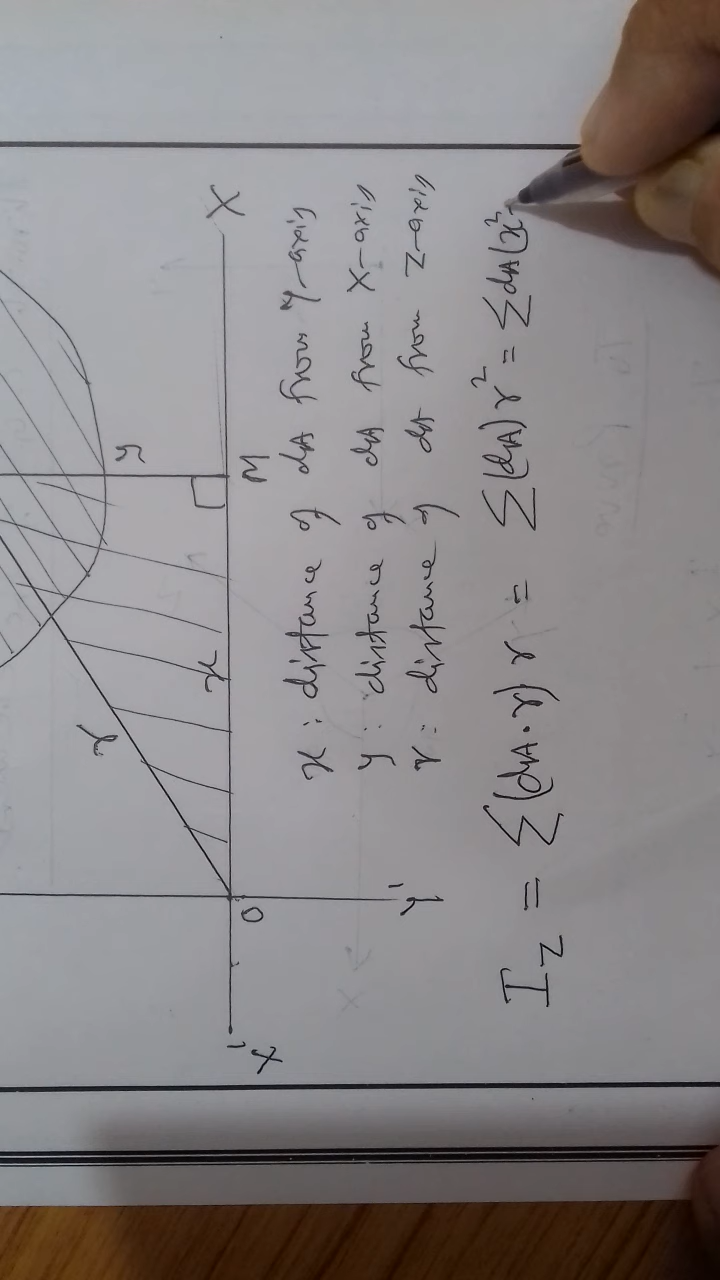 y
r
x
M
X' O X
Y'
x : distance of dA from Y-axis
y : distance of dA from X-axis
r : distance of dA from Z-axis
I_Z = Σ(dA·r)r = Σ(dA)r² = ΣdA(x²